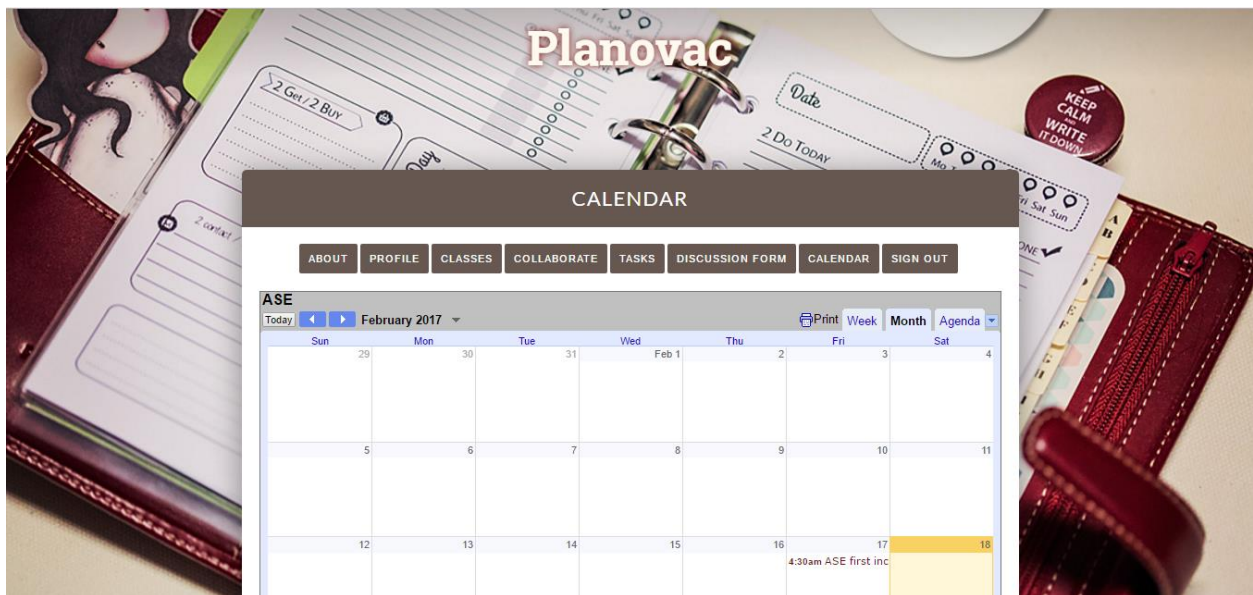 Planovac
KEEP
CALM
AND
WRITE
IT DOWN
Date
2 Get / 2 Buy
2 Do Today
Daily
Fri Sat Sun
2 contact /
CALENDAR
ABOUT PROFILE CLASSES COLLABORATE TASKS DISCUSSION FORM CALENDAR SIGN OUT
ASE
Today February 2017 Print Week Month Agenda
Sun Mon Tue Wed Thu Fri Sat
29 30 31 Feb 1 2 3 4
5 6 7 8 9 10 11
12 13 14 15 16 17 18
4:30am ASE first inc